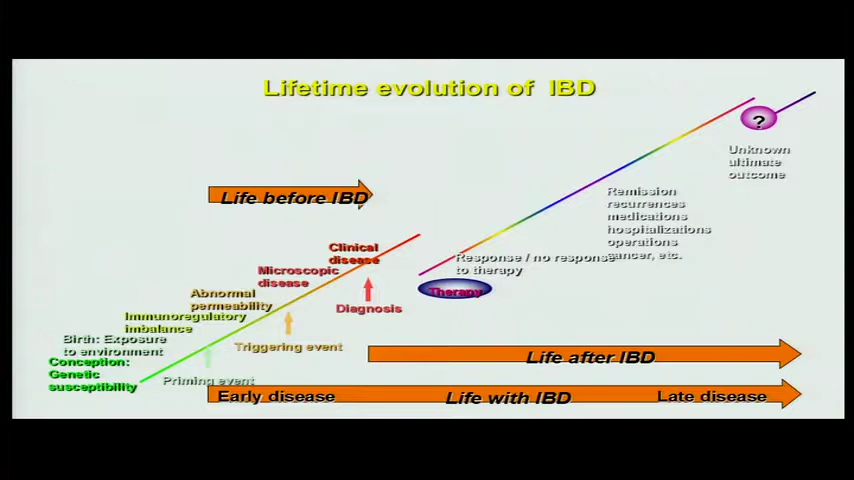 Lifetime evolution of IBD
?
Unknown
ultimate
outcome
Life before IBD
Remission
recurrences
medications
hospitalizations
operations
cancer, etc.
Clinical
disease
Response / no response
to therapy
Microscopic
disease
Therapy
Abnormal
permeability
Diagnosis
Immunoregulatory
imbalance
Birth: Exposure
to environment
Triggering event
Conception:
Genetic
susceptibility
Priming event
Life after IBD
Early disease Life with IBD Late disease